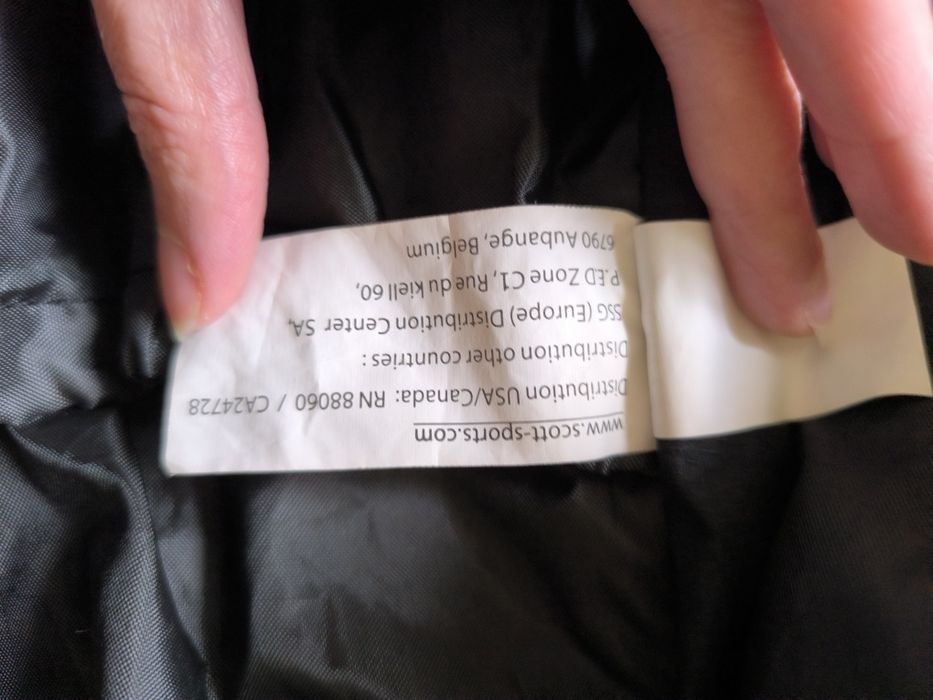 www.scott-sports.com
Distribution USA/Canada: RN 88060 / CA24728
Distribution other countries :
SSG (Europe) Distribution Center SA,
P.ED Zone C1, Rue du kiell 60,
6790 Aubange, Belgium